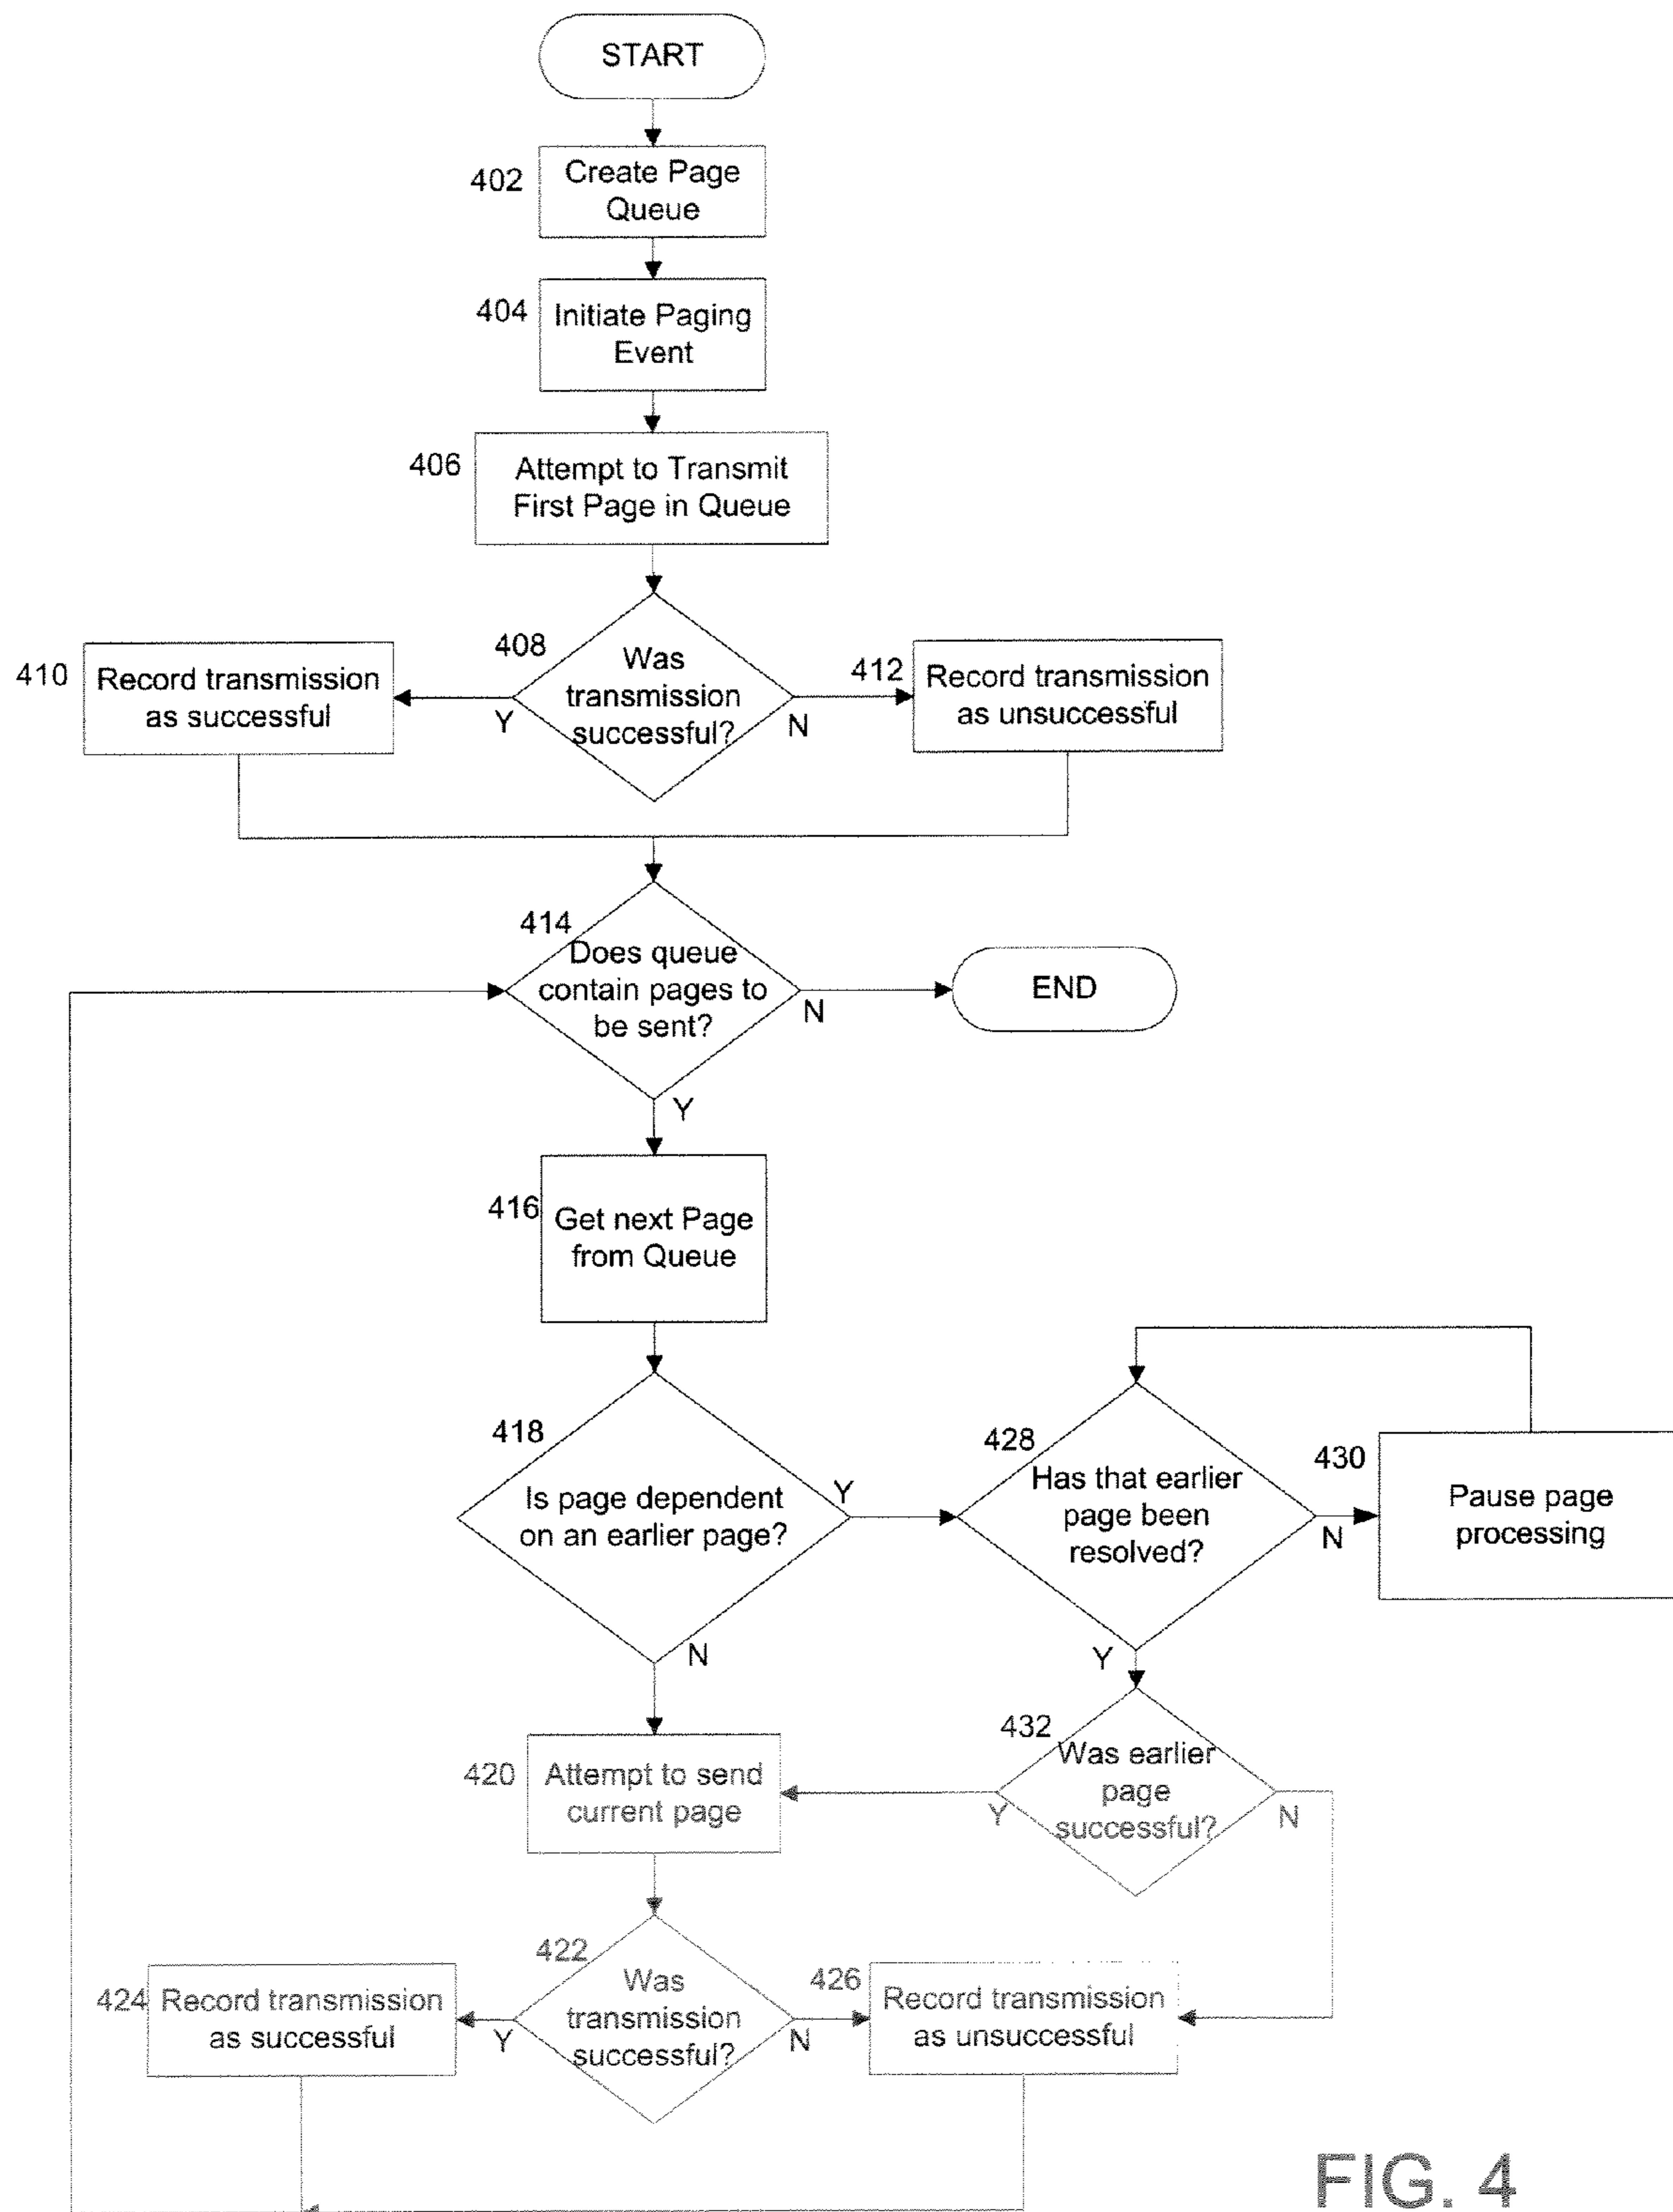 START
402
Create Page
Queue
404
Initiate Paging
Event
406
Attempt to Transmit
First Page in Queue
408
Was
transmission
successful?
Y
N
410
Record transmission
as successful
412
Record transmission
as unsuccessful
414
Does queue
contain pages to
be sent?
N
END
Y
416
Get next Page
from Queue
418
Is page dependent
on an earlier page?
Y
N
428
Has that earlier
page been
resolved?
N
Y
430
Pause page
processing
432
Was earlier
page
successful?
Y
N
420
Attempt to send
current page
422
Was
transmission
successful?
Y
N
424
Record transmission
as successful
426
Record transmission
as unsuccessful
FIG. 4